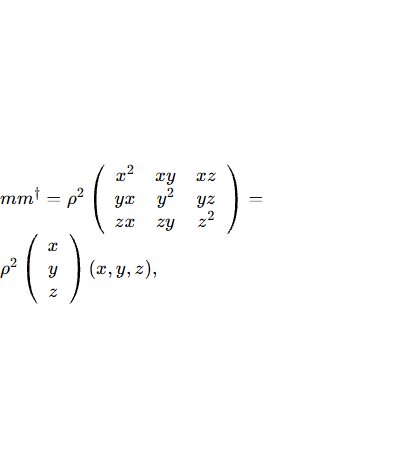 mm† = ρ² ( x² xy xz
yx y² yz
zx zy z² ) =
ρ² ( x
y
z ) (x, y, z),